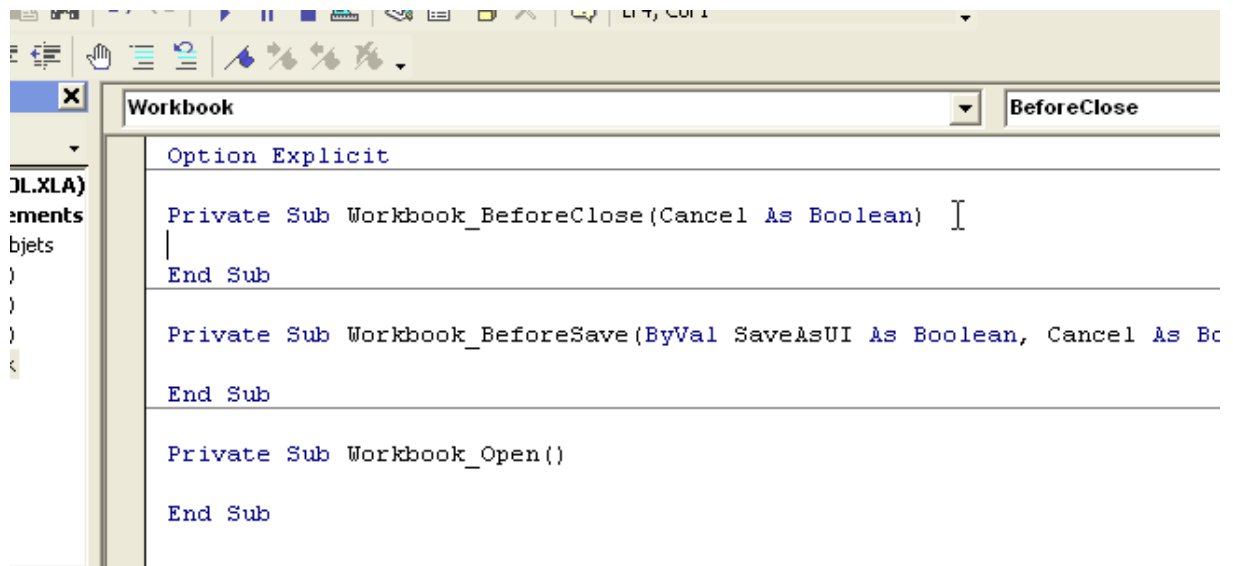 Workbook
BeforeClose
OL.XLA)
ements
bjets
Option Explicit
Private Sub Workbook_BeforeClose(Cancel As Boolean)
End Sub
Private Sub Workbook_BeforeSave(ByVal SaveAsUI As Boolean, Cancel As Bo
End Sub
Private Sub Workbook_Open()
End Sub